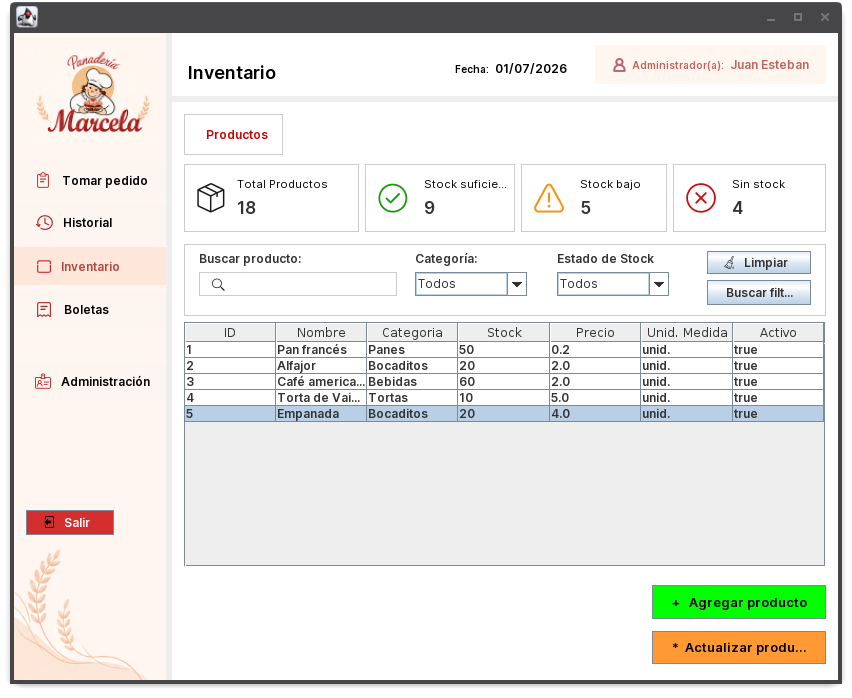 Panadería
Marcela
Tomar pedido
Historial
Inventario
Boletas
Administración
Salir
Inventario
Fecha: 01/07/2026
Administrador(a): Juan Esteban
Productos
Total Productos
18
Stock suficie...
9
Stock bajo
5
Sin stock
4
Buscar producto:
Categoría:
Todos
Estado de Stock
Todos
Limpiar
Buscar filt...
ID Nombre Categoria Stock Precio Unid. Medida Activo
1 Pan francés Panes 50 0.2 unid. true
2 Alfajor Bocaditos 20 2.0 unid. true
3 Café america... Bebidas 60 2.0 unid. true
4 Torta de Vai... Tortas 10 5.0 unid. true
5 Empanada Bocaditos 20 4.0 unid. true
+ Agregar producto
* Actualizar produ...